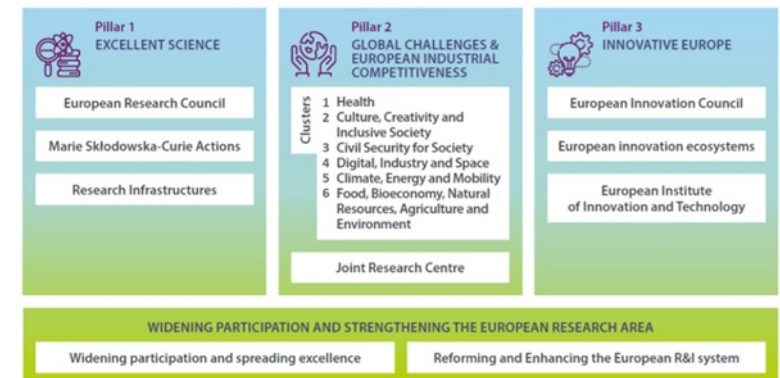 Pillar 1
EXCELLENT SCIENCE
European Research Council
Marie Skłodowska-Curie Actions
Research Infrastructures
Pillar 2
GLOBAL CHALLENGES &
EUROPEAN INDUSTRIAL
COMPETITIVENESS
Clusters
1 Health
2 Culture, Creativity and
Inclusive Society
3 Civil Security for Society
4 Digital, Industry and Space
5 Climate, Energy and Mobility
6 Food, Bioeconomy, Natural
Resources, Agriculture and
Environment
Joint Research Centre
Pillar 3
INNOVATIVE EUROPE
European Innovation Council
European innovation ecosystems
European Institute
of Innovation and Technology
WIDENING PARTICIPATION AND STRENGTHENING THE EUROPEAN RESEARCH AREA
Widening participation and spreading excellence
Reforming and Enhancing the European R&I system